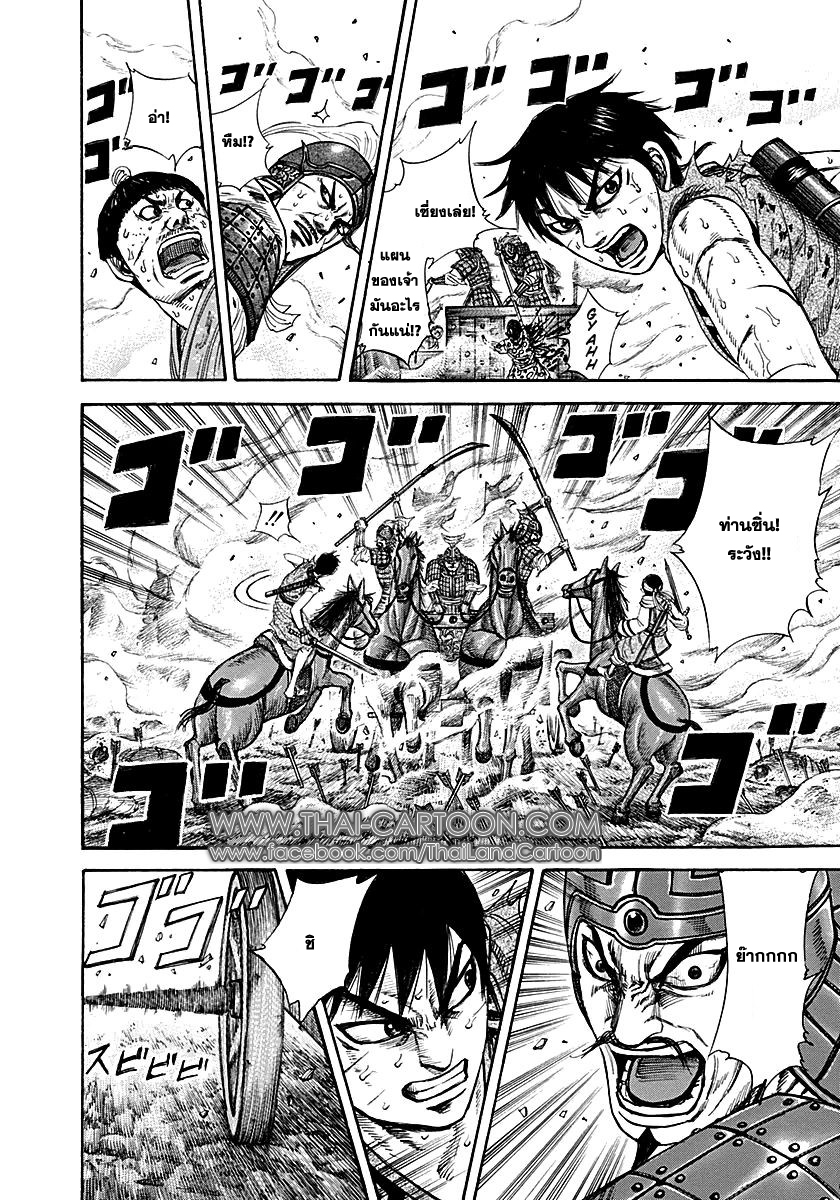 ゴゴゴゴ
เซี่ยงเล่ย!
แผน
ของเจ้า
มันอะไร
กันแน่!?
GYAHH
ゴゴゴ
ทึม!?
ゴゴ
อ๋า!
ゴゴゴゴ
ท่านซิ่น!
ระวัง!!
!!
ゴゴ
WWW.THAI-CARTOON.COM
www.facebook.com/ThaiLandCartoon
ย๊ากกกก
ชิ
ゴゴゴ
スビビビビ